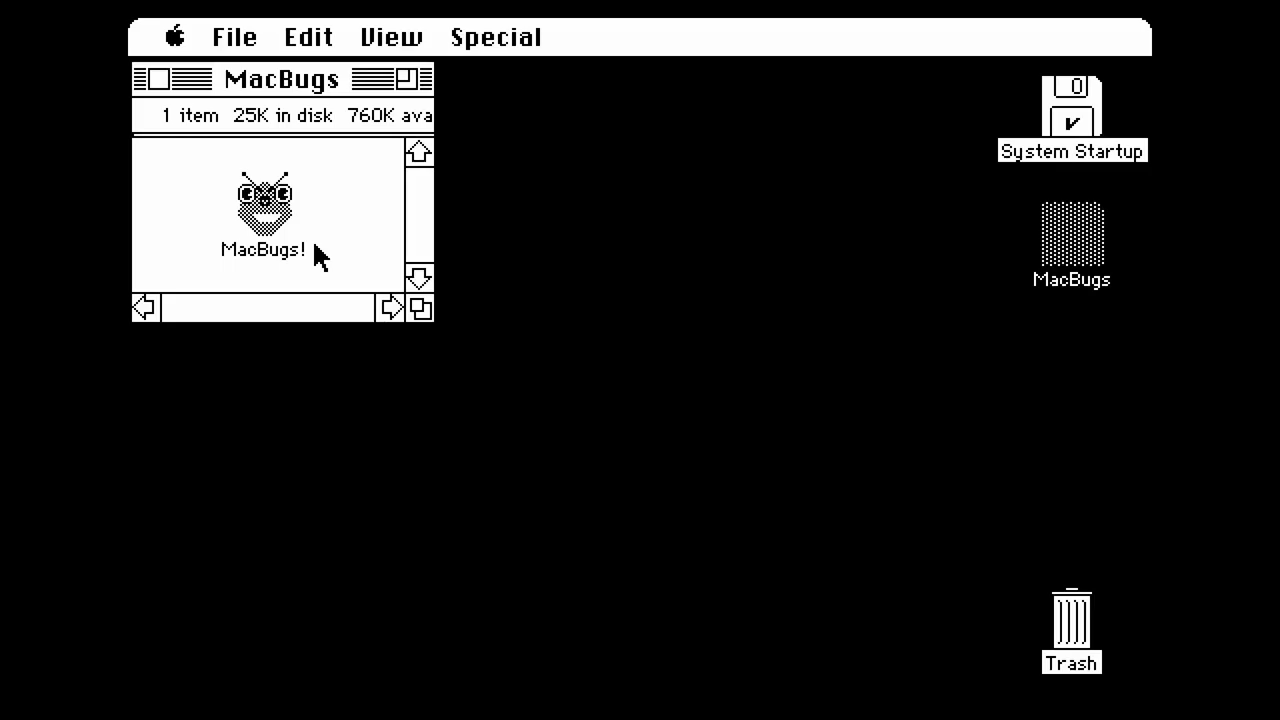 File Edit View Special
MacBugs
1 item 25K in disk 760K ava
MacBugs!
0
System Startup
MacBugs
Trash